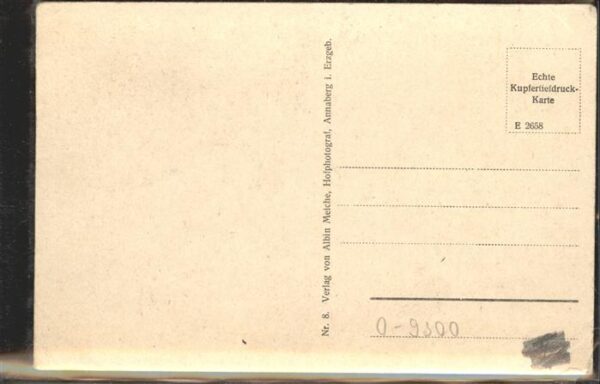 Nr. 8. Verlag von Albin Meiche, Hofphotograf, Annaberg i. Erzgeb.
Echte
Kupfertiefdruck-
Karte
E 2658
0-9300